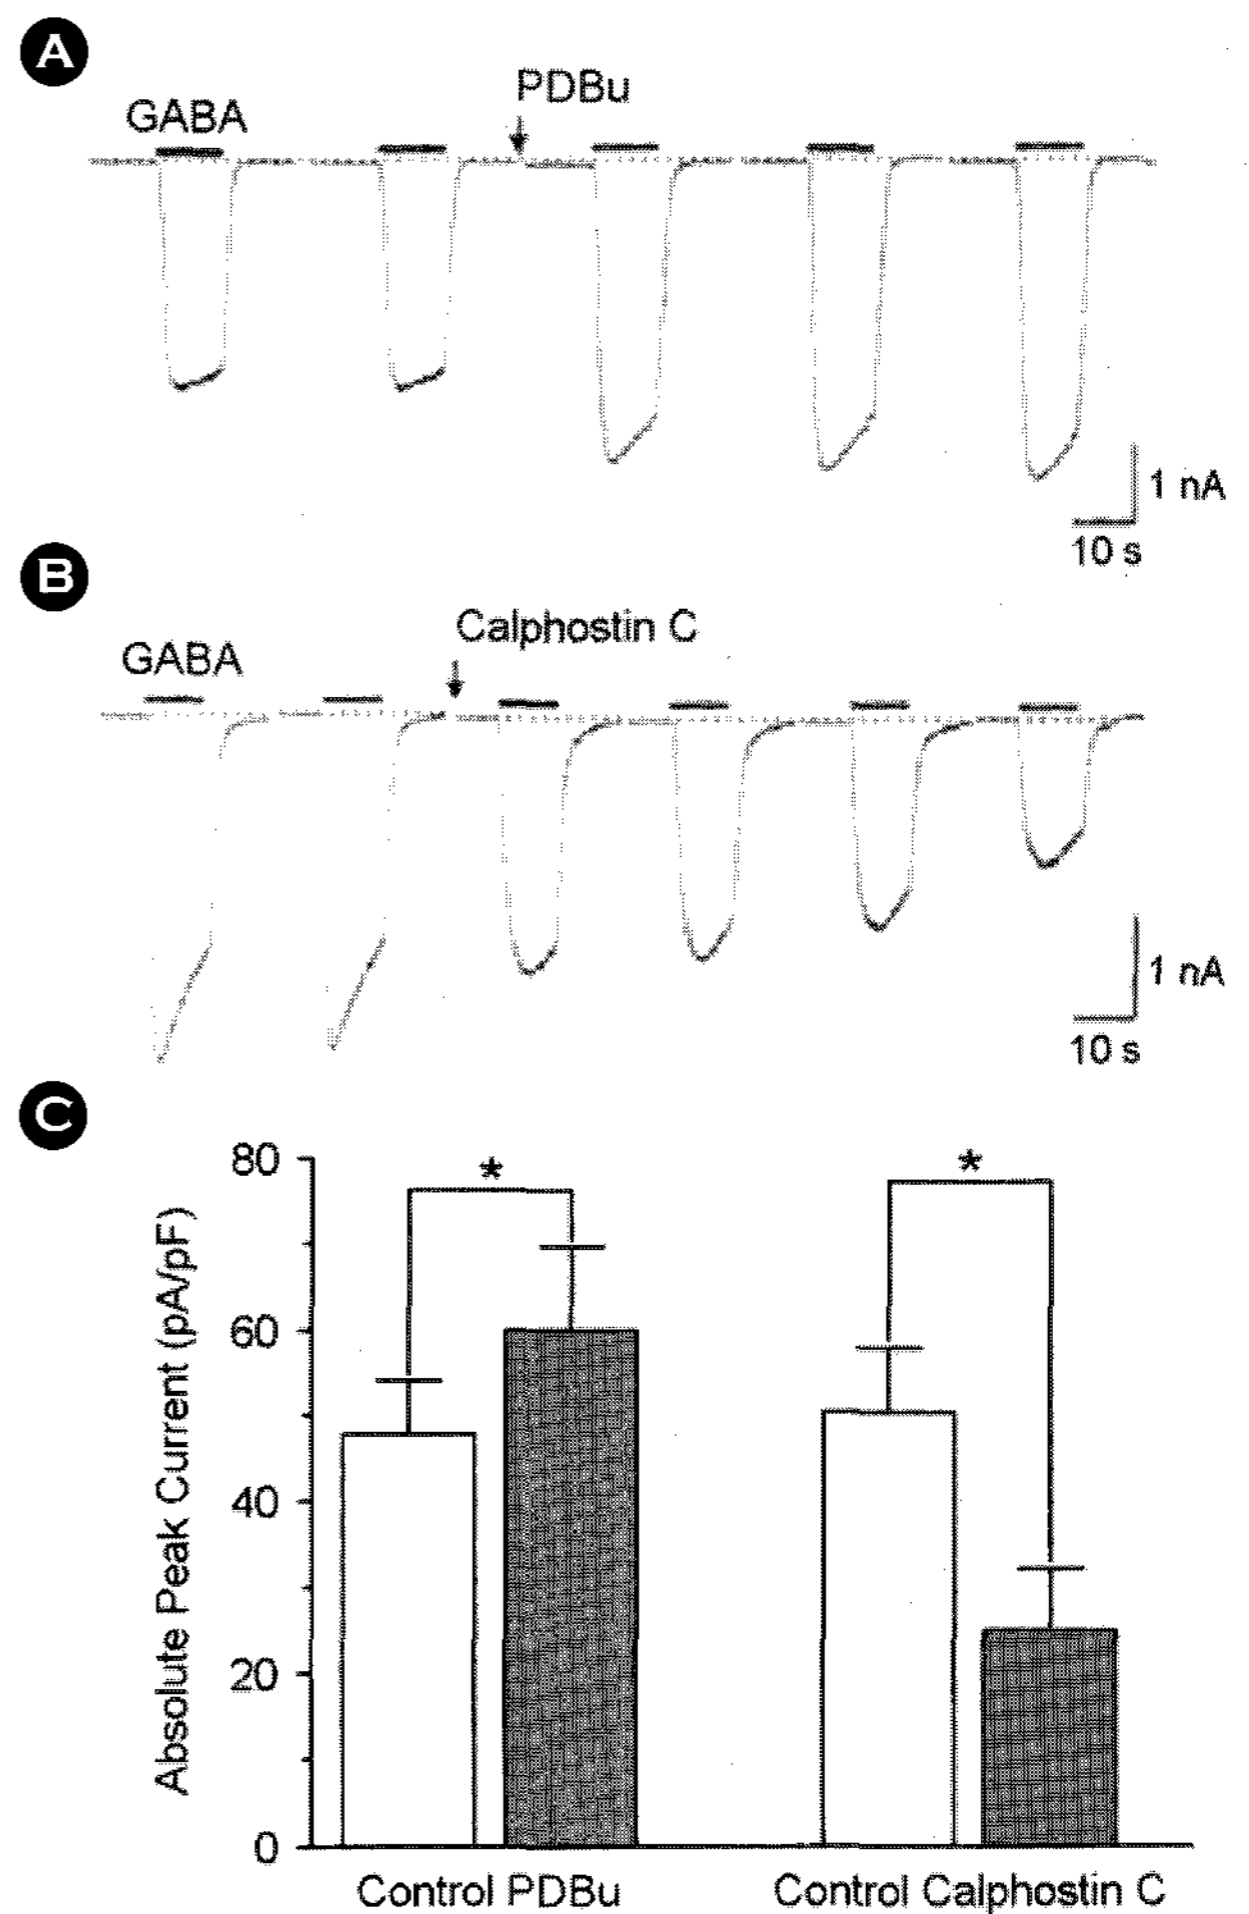 A
PDBu
GABA
1 nA
10 s
B
Calphostin C
GABA
1 nA
10 s
C
80
60
40
20
0
Absolute Peak Current (pA/pF)
*
*
Control PDBu
Control Calphostin C